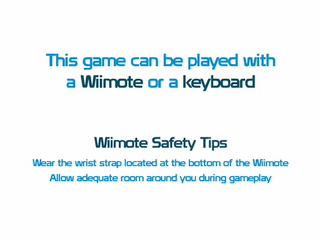 This game can be played with
a Wiimote or a keyboard
Wiimote Safety Tips
Wear the wrist strap located at the bottom of the Wiimote
Allow adequate room around you during gameplay